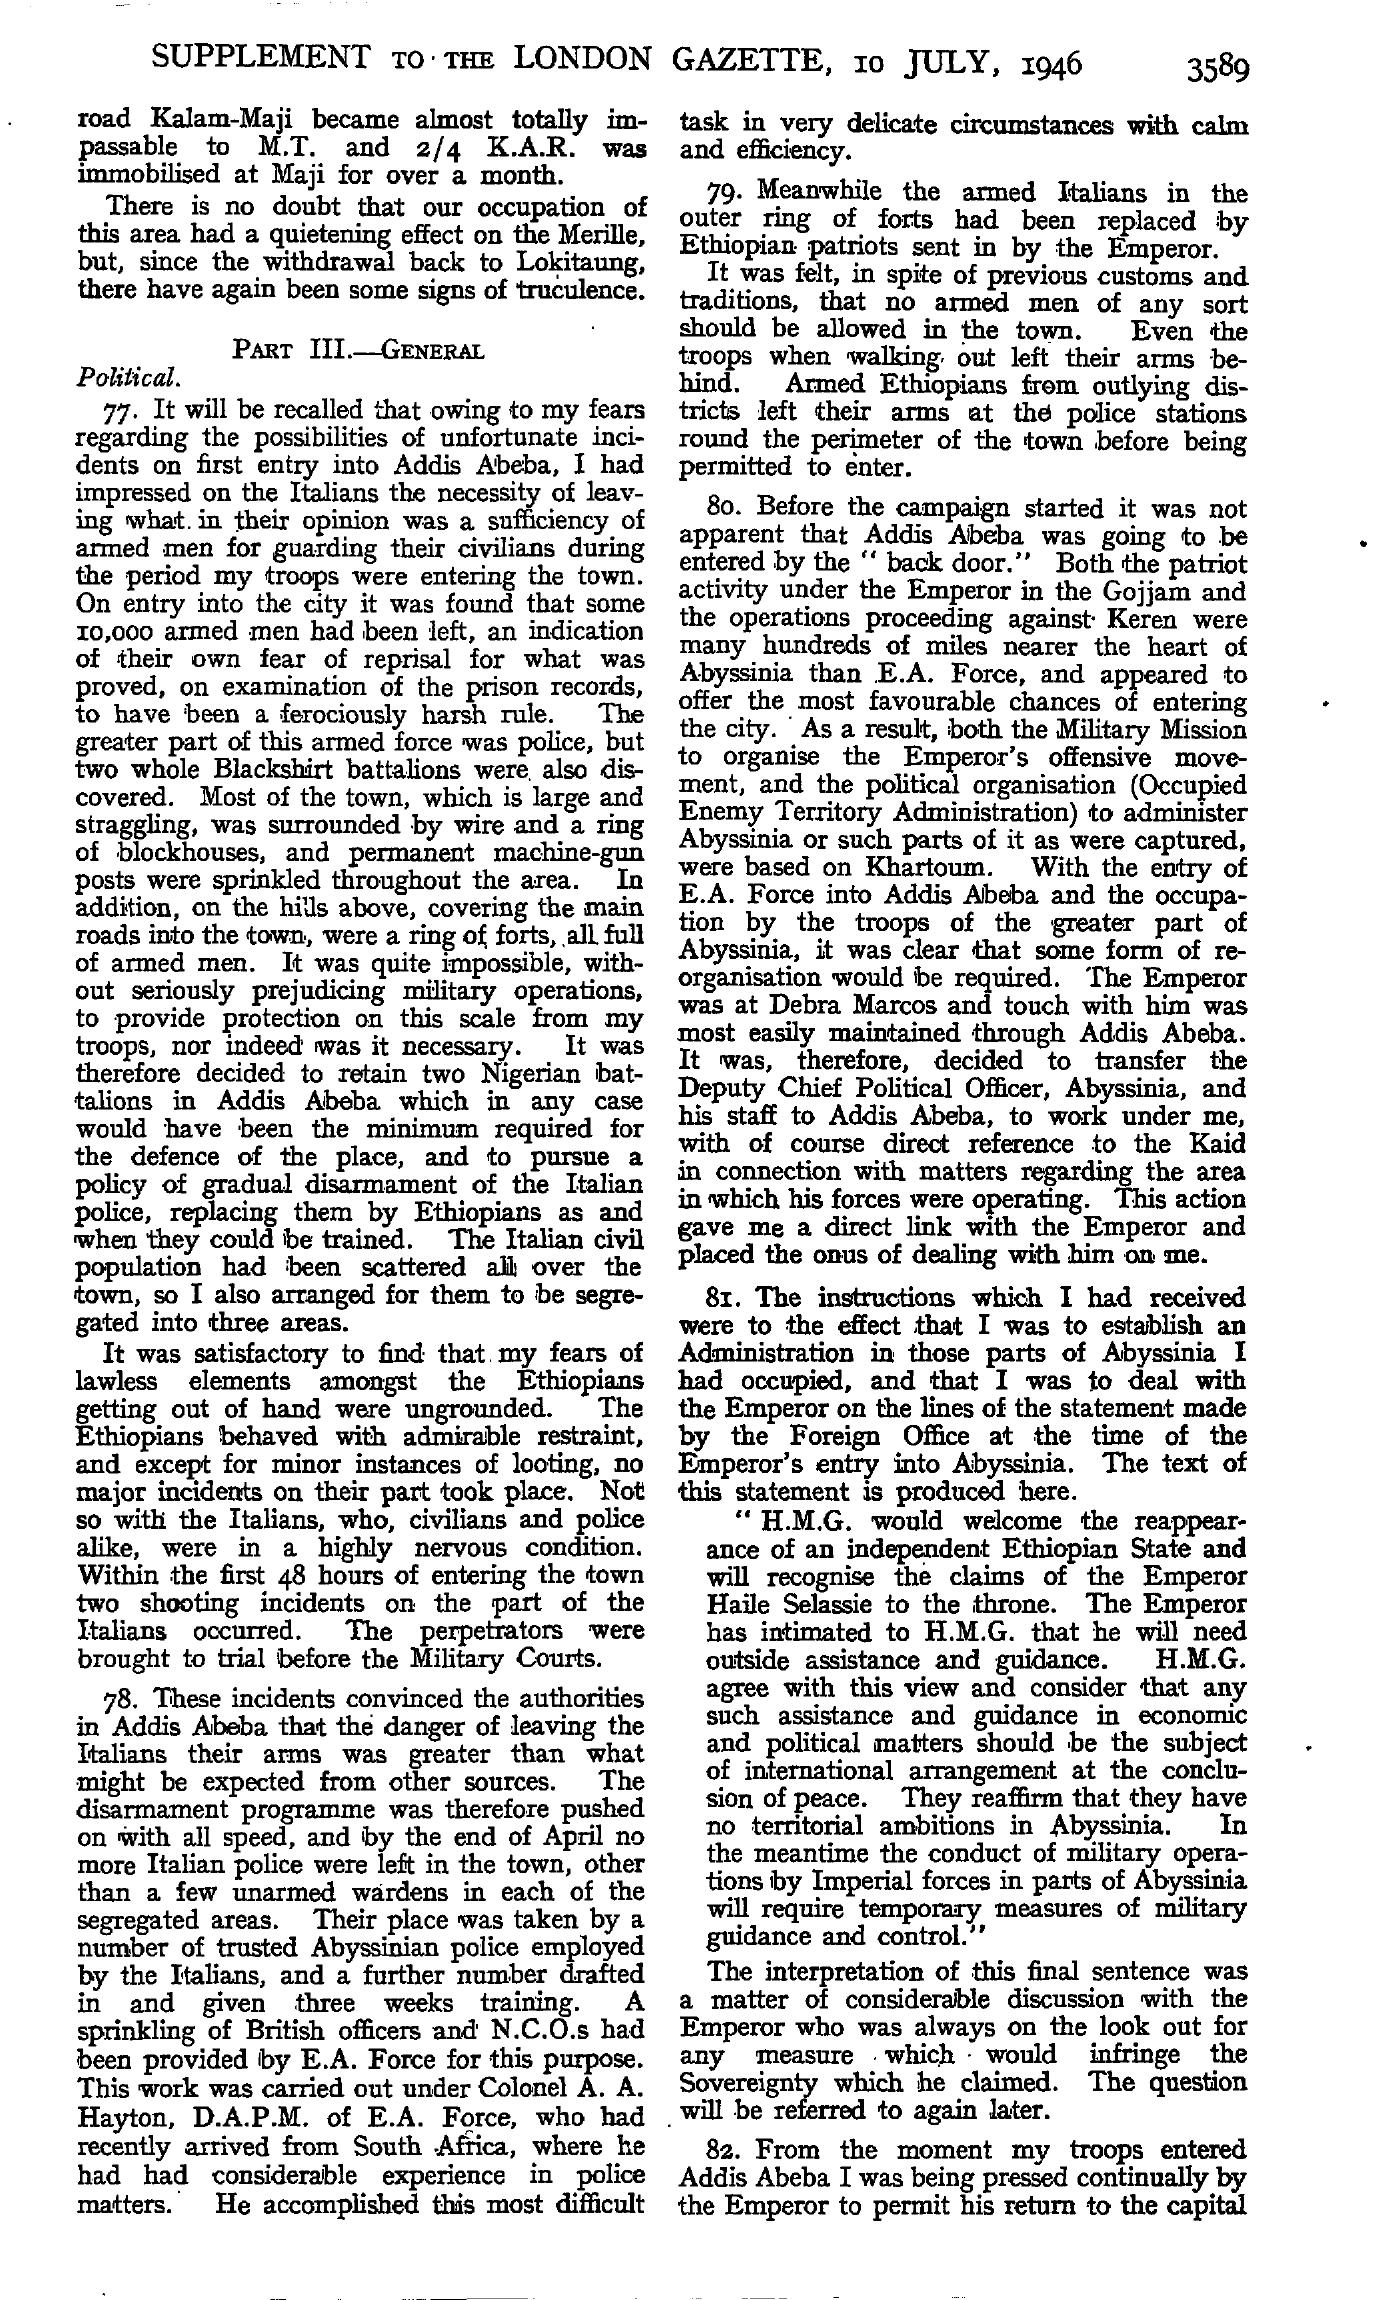 SUPPLEMENT TO THE LONDON GAZETTE, 10 JULY, 1946 3589
road Kalam-Maji became almost totally im-
passable to M.T. and 2/4 K.A.R. was
immobilised at Maji for over a month.
There is no doubt that our occupation of
this area had a quietening effect on the Merille,
but, since the withdrawal back to Lokitaung,
there have again been some signs of truculence.
PART III.—GENERAL
Political.
77. It will be recalled that owing to my fears
regarding the possibilities of unfortunate inci-
dents on first entry into Addis Abeba, I had
impressed on the Italians the necessity of leav-
ing what in their opinion was a sufficiency of
armed men for guarding their civilians during
the period my troops were entering the town.
On entry into the city it was found that some
10,000 armed men had been left, an indication
of their own fear of reprisal for what was
proved, on examination of the prison records,
to have been a ferociously harsh rule. The
greater part of this armed force was police, but
two whole Blackshirt battalions were also dis-
covered. Most of the town, which is large and
straggling, was surrounded by wire and a ring
of blockhouses, and permanent machine-gun
posts were sprinkled throughout the area. In
addition, on the hills above, covering the main
roads into the town, were a ring of forts, all full
of armed men. It was quite impossible, with-
out seriously prejudicing military operations,
to provide protection on this scale from my
troops, nor indeed was it necessary. It was
therefore decided to retain two Nigerian bat-
talions in Addis Abeba which in any case
would have been the minimum required for
the defence of the place, and to pursue a
policy of gradual disarmament of the Italian
police, replacing them by Ethiopians as and
when they could be trained. The Italian civil
population had been scattered all over the
town, so I also arranged for them to be segre-
gated into three areas.
It was satisfactory to find that my fears of
lawless elements amongst the Ethiopians
getting out of hand were ungrounded. The
Ethiopians behaved with admirable restraint,
and except for minor instances of looting, no
major incidents on their part took place. Not
so with the Italians, who, civilians and police
alike, were in a highly nervous condition.
Within the first 48 hours of entering the town
two shooting incidents on the part of the
Italians occurred. The perpetrators were
brought to trial before the Military Courts.
78. These incidents convinced the authorities
in Addis Abeba that the danger of leaving the
Italians their arms was greater than what
might be expected from other sources. The
disarmament programme was therefore pushed
on with all speed, and by the end of April no
more Italian police were left in the town, other
than a few unarmed wardens in each of the
segregated areas. Their place was taken by a
number of trusted Abyssinian police employed
by the Italians, and a further number drafted
in and given three weeks training. A
sprinkling of British officers and N.C.O.s had
been provided by E.A. Force for this purpose.
This work was carried out under Colonel A. A.
Hayton, D.A.P.M. of E.A. Force, who had
recently arrived from South Africa, where he
had had considerable experience in police
matters. He accomplished this most difficult
task in very delicate circumstances with calm
and efficiency.
79. Meanwhile the armed Italians in the
outer ring of forts had been replaced by
Ethiopian patriots sent in by the Emperor.
It was felt, in spite of previous customs and
traditions, that no armed men of any sort
should be allowed in the town. Even the
troops when walking out left their arms be-
hind. Armed Ethiopians from outlying dis-
tricts left their arms at the police stations
round the perimeter of the town before being
permitted to enter.
80. Before the campaign started it was not
apparent that Addis Abeba was going to be
entered by the "back door." Both the patriot
activity under the Emperor in the Gojjam and
the operations proceeding against Keren were
many hundreds of miles nearer the heart of
Abyssinia than E.A. Force, and appeared to
offer the most favourable chances of entering
the city. As a result, both the Military Mission
to organise the Emperor's offensive move-
ment, and the political organisation (Occupied
Enemy Territory Administration) to administer
Abyssinia or such parts of it as were captured,
were based on Khartoum. With the entry of
E.A. Force into Addis Abeba and the occupa-
tion by the troops of the greater part of
Abyssinia, it was clear that some form of re-
organisation would be required. The Emperor
was at Debra Marcos and touch with him was
most easily maintained through Addis Abeba.
It was, therefore, decided to transfer the
Deputy Chief Political Officer, Abyssinia, and
his staff to Addis Abeba, to work under me,
with of course direct reference to the Kaid
in connection with matters regarding the area
in which his forces were operating. This action
gave me a direct link with the Emperor and
placed the onus of dealing with him on me.
81. The instructions which I had received
were to the effect that I was to establish an
Administration in those parts of Abyssinia I
had occupied, and that I was to deal with
the Emperor on the lines of the statement made
by the Foreign Office at the time of the
Emperor's entry into Abyssinia. The text of
this statement is produced here.
"H.M.G. would welcome the reappear-
ance of an independent Ethiopian State and
will recognise the claims of the Emperor
Haile Selassie to the throne. The Emperor
has intimated to H.M.G. that he will need
outside assistance and guidance. H.M.G.
agree with this view and consider that any
such assistance and guidance in economic
and political matters should be the subject
of international arrangement at the conclu-
sion of peace. They reaffirm that they have
no territorial ambitions in Abyssinia. In
the meantime the conduct of military opera-
tions by Imperial forces in parts of Abyssinia
will require temporary measures of military
guidance and control."
The interpretation of this final sentence was
a matter of considerable discussion with the
Emperor who was always on the look out for
any measure which would infringe the
Sovereignty which he claimed. The question
will be referred to again later.
82. From the moment my troops entered
Addis Abeba I was being pressed continually by
the Emperor to permit his return to the capital